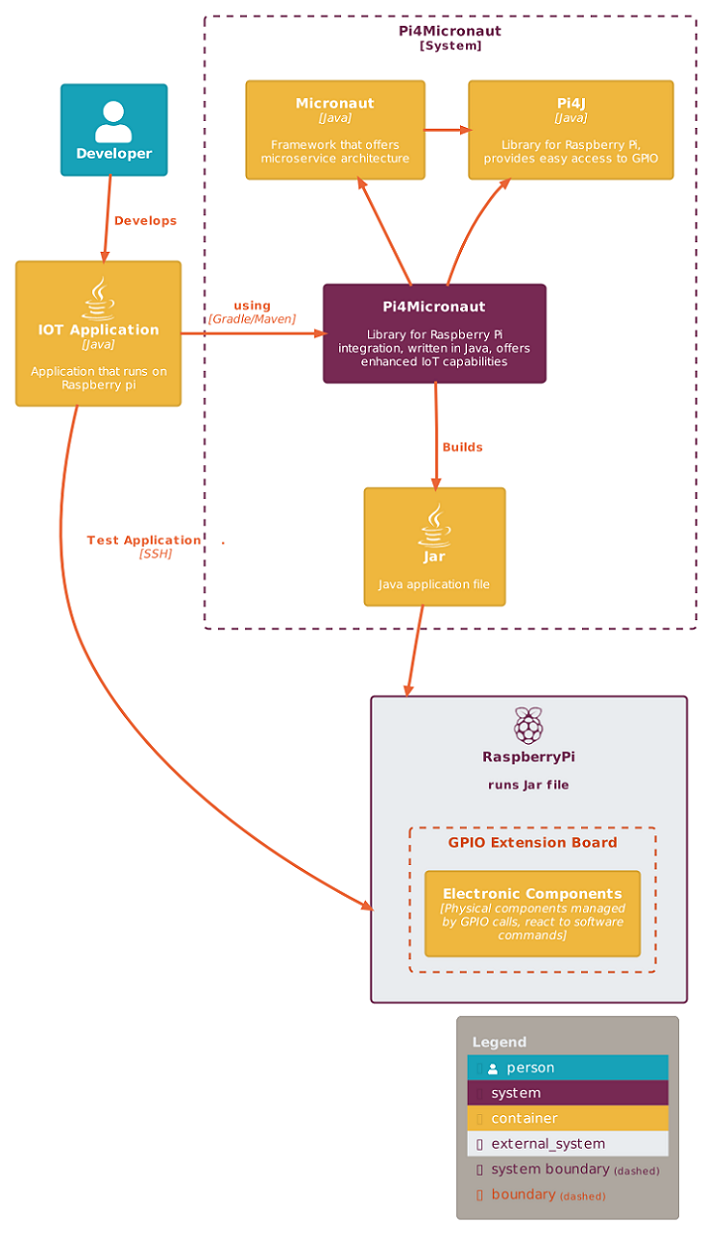 Pi4Micronaut
[System]
Developer
Micronaut
[Java]
Framework that offers
microservice architecture
Pi4J
[Java]
Library for Raspberry Pi,
provides easy access to GPIO
Develops
IOT Application
[Java]
Application that runs on
Raspberry pi
using
[Gradle/Maven]
Pi4Micronaut
Library for Raspberry Pi
integration, written in Java, offers
enhanced IoT capabilities
Builds
Test Application .
[SSH]
Jar
Java application file
RaspberryPi
runs Jar file
GPIO Extension Board
Electronic Components
[Physical components managed
by GPIO calls, react to software
commands]
Legend
person
system
container
external_system
system boundary (dashed)
boundary (dashed)